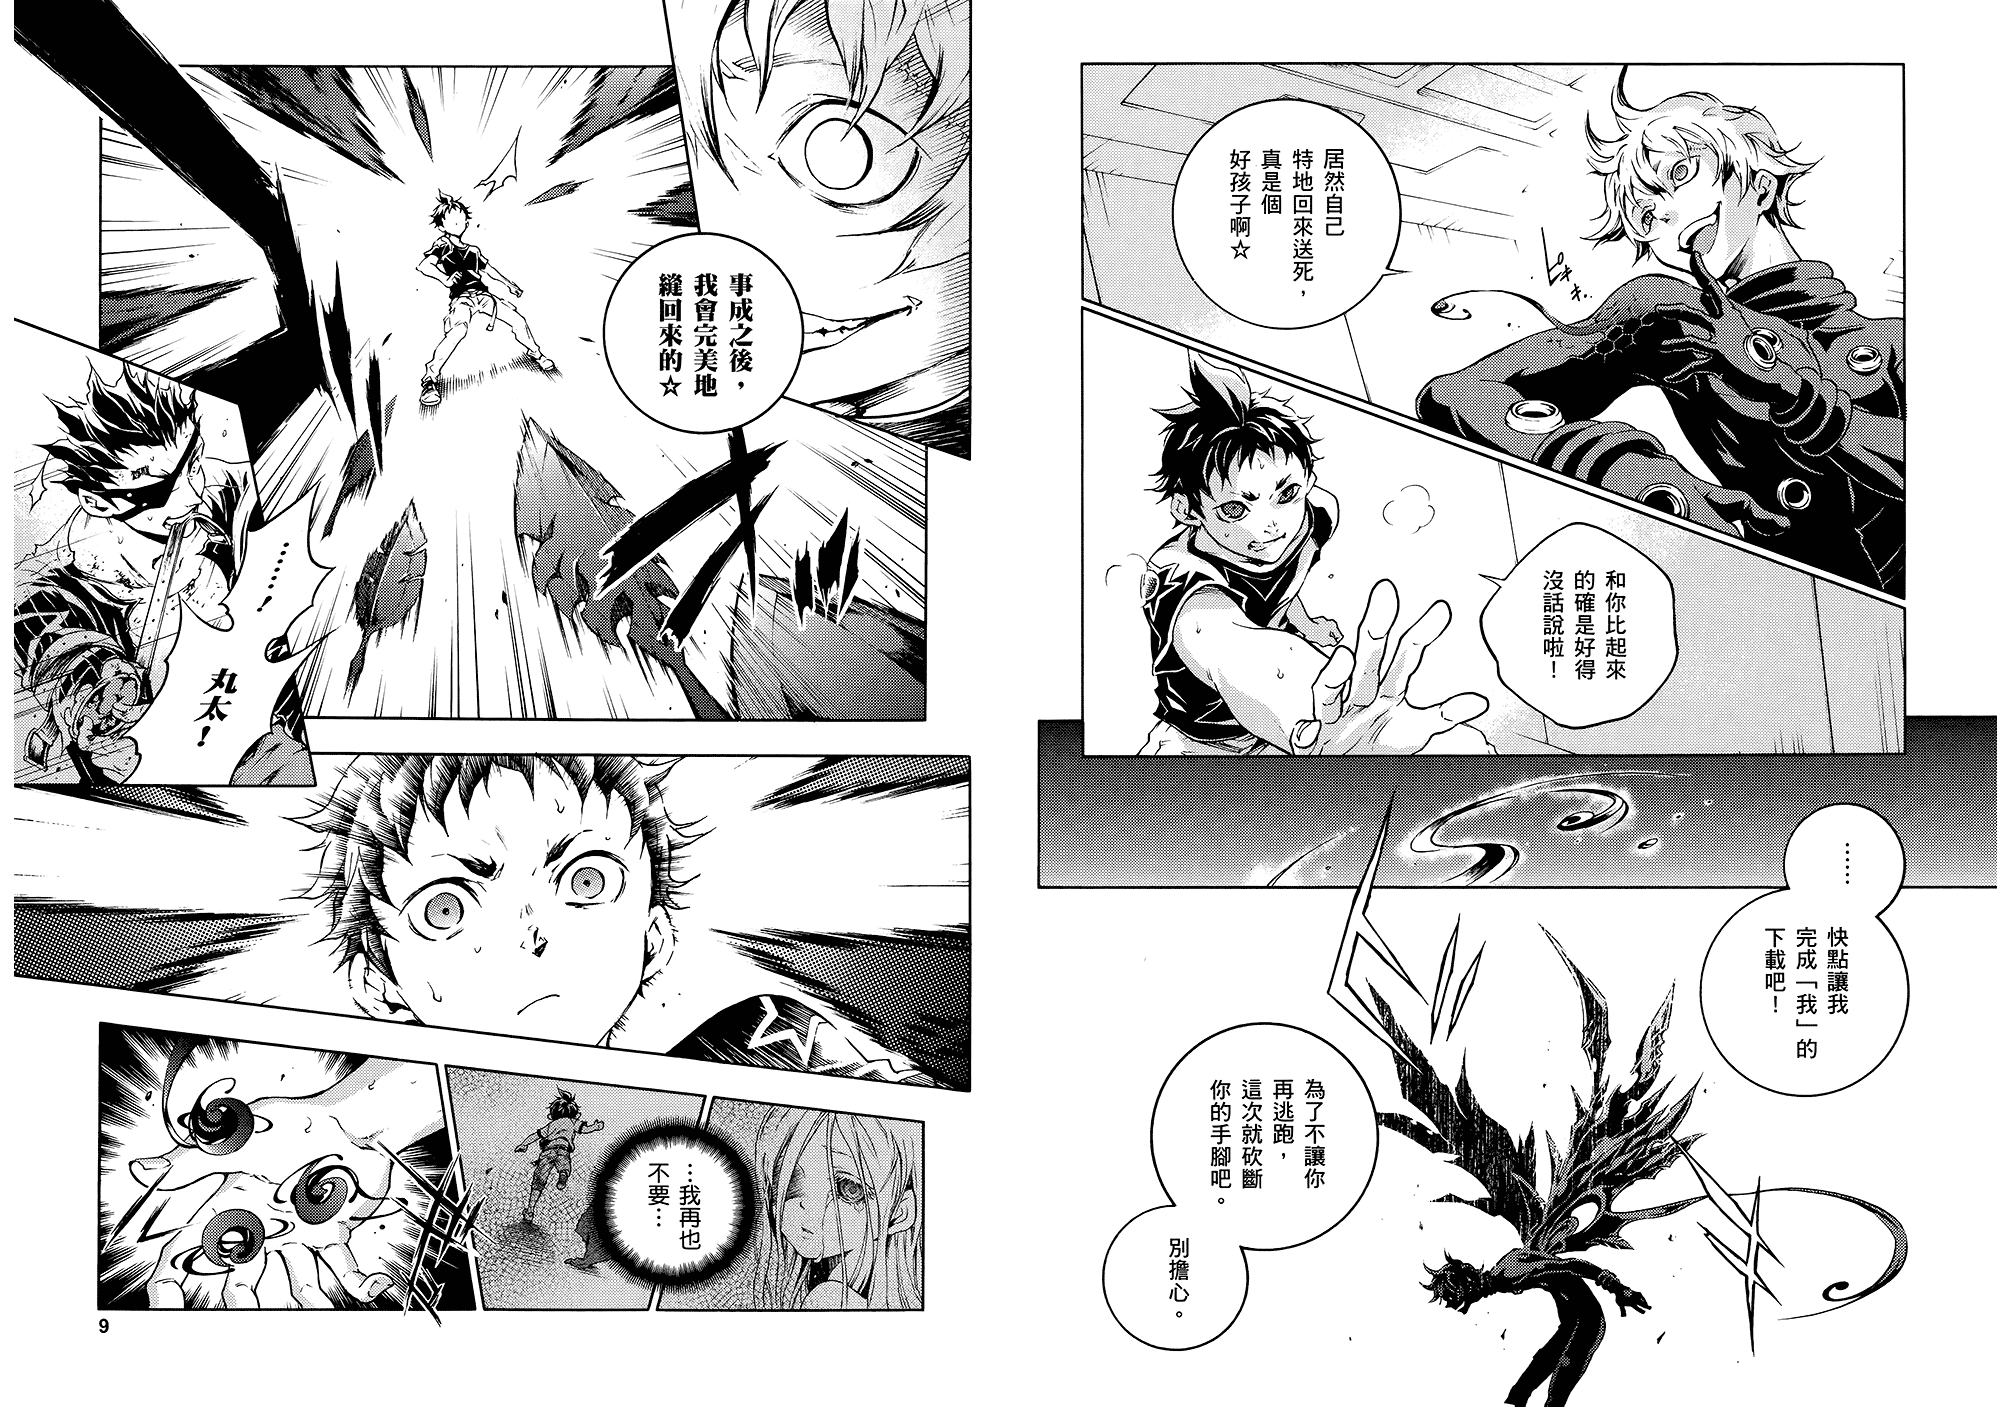 居然自己
特地回來送死，
真是個
好孩子啊☆
ピキ
ピキ..
和你比起來
的確是好得
沒話說啦！
……
快點讓我
完成「我」的
下載吧！
為了不讓你
再逃跑，
這次就砍斷
你的手腳吧。
別擔心。
事成之後，
我會完美地
縫回來的☆
……！
丸太！
…我再也
不要…
9